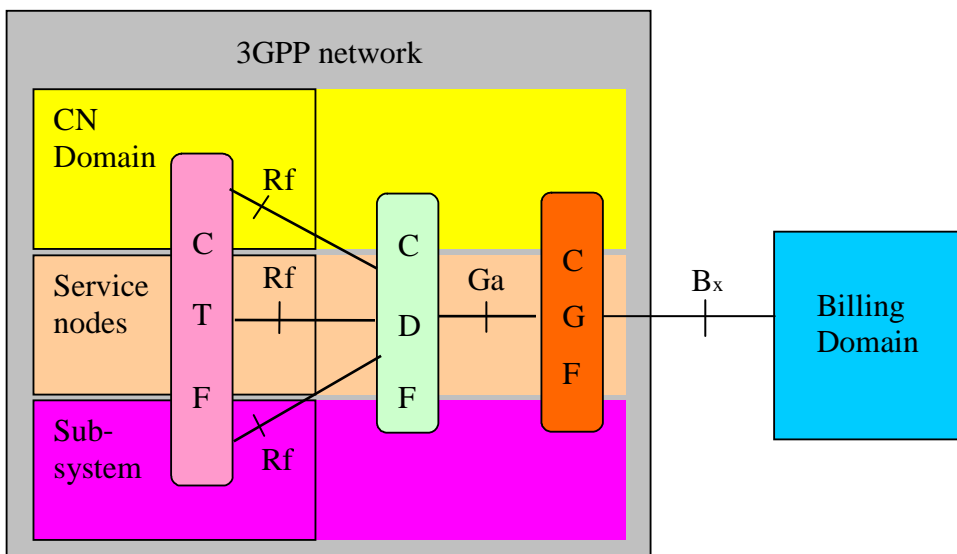 3GPP network
CN
Domain
Rf
C
T
F
Service
nodes
Rf
Sub-
system
Rf
C
D
F
Ga
C
G
F
Bx
Billing
Domain